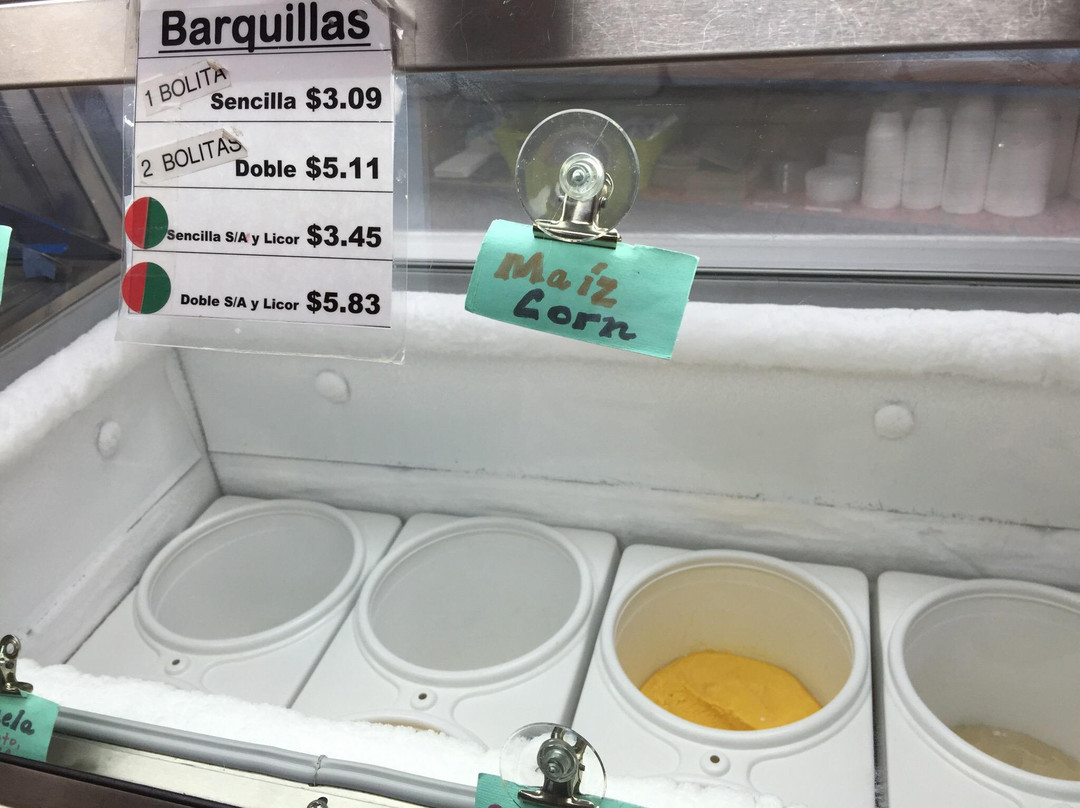 Barquillas
1 BOLITA
Sencilla $3.09
2 BOLITAS
Doble $5.11
Sencilla S/A y Licor $3.45
Doble S/A y Licor $5.83
Maíz
Corn